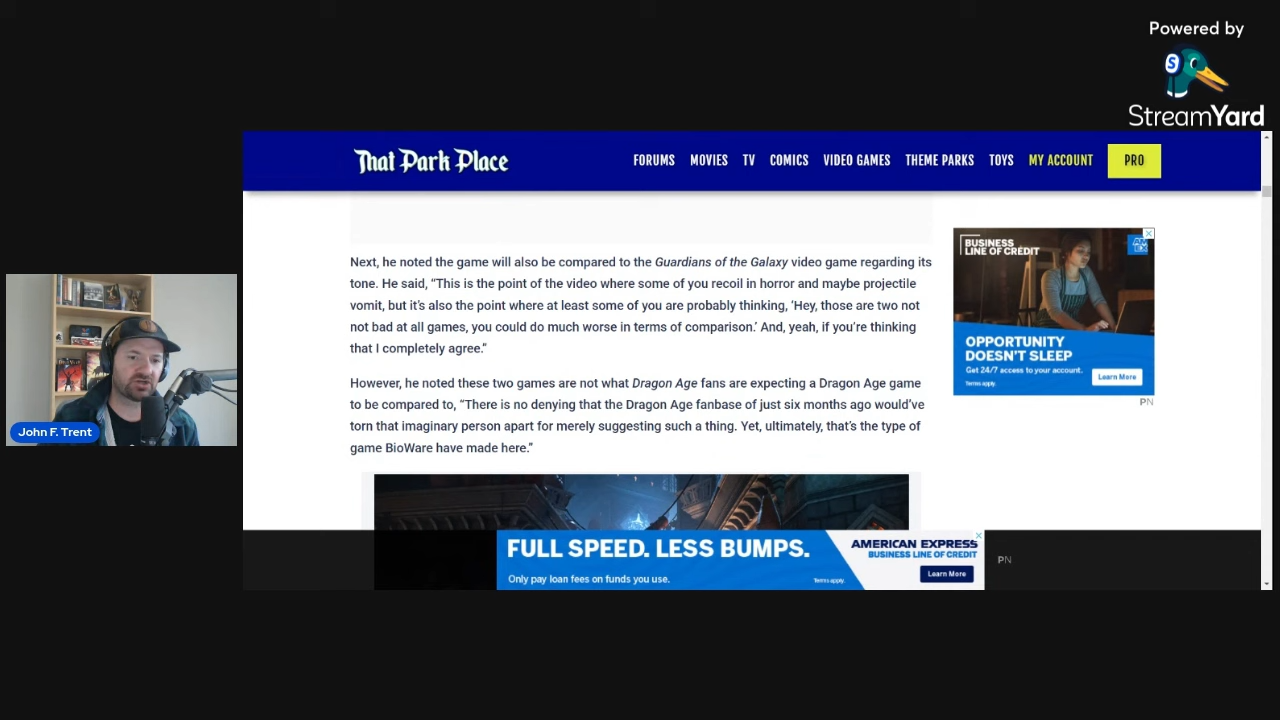 Powered by
S
StreamYard
That Park Place
FORUMS MOVIES TV COMICS VIDEO GAMES THEME PARKS TOYS MY ACCOUNT PRO
Next, he noted the game will also be compared to the Guardians of the Galaxy video game regarding its
tone. He said, “This is the point of the video where some of you recoil in horror and maybe projectile
vomit, but it’s also the point where at least some of you are probably thinking, ‘Hey, those are two not
not bad at all games, you could do much worse in terms of comparison.’ And, yeah, if you’re thinking
that I completely agree.”
However, he noted these two games are not what Dragon Age fans are expecting a Dragon Age game
to be compared to, “There is no denying that the Dragon Age fanbase of just six months ago would’ve
torn that imaginary person apart for merely suggesting such a thing. Yet, ultimately, that’s the type of
game BioWare have made here.”
BUSINESS
LINE OF CREDIT
AM
EX
OPPORTUNITY
DOESN’T SLEEP
Get 24/7 access to your account.
Terms apply.
Learn More
PN
John F. Trent
FULL SPEED. LESS BUMPS.
Only pay loan fees on funds you use.
Terms apply.
AMERICAN EXPRESS
BUSINESS LINE OF CREDIT
Learn More
PN